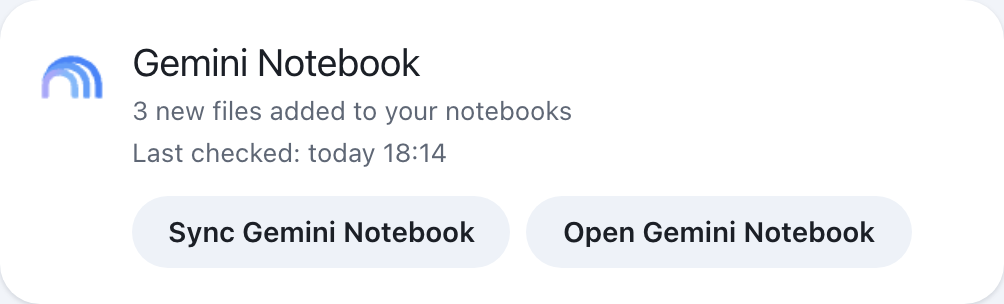 Gemini Notebook
3 new files added to your notebooks
Last checked: today 18:14
Sync Gemini Notebook
Open Gemini Notebook